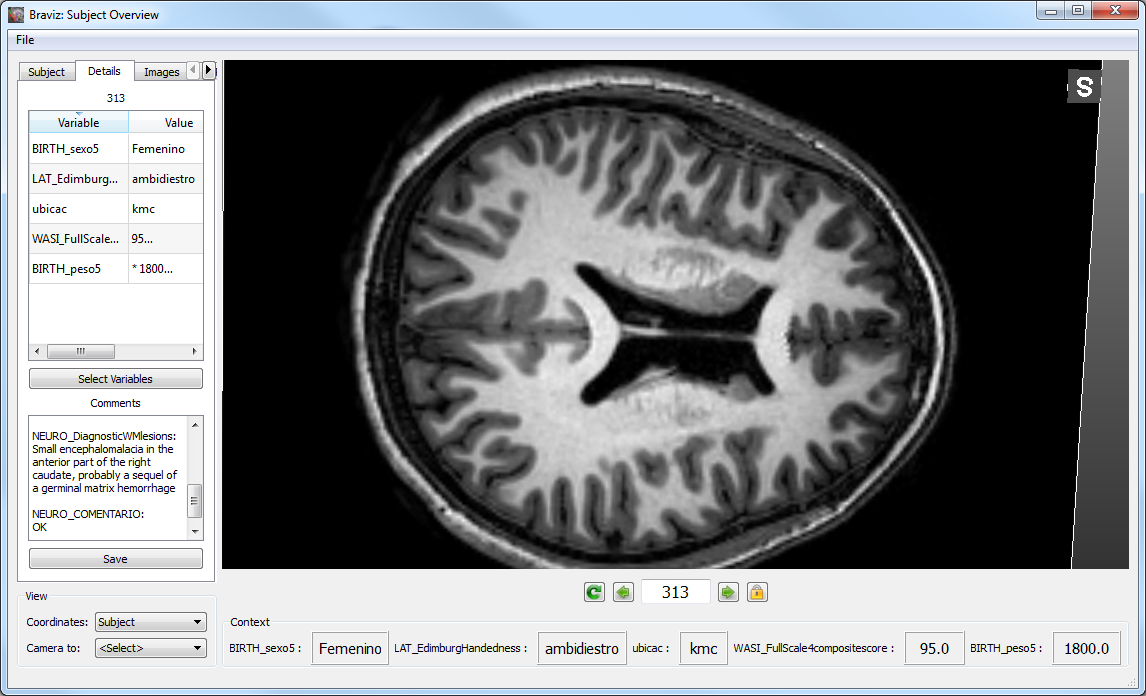 Braviz: Subject Overview
File
Subject Details Images
313
Variable Value
BIRTH_sexo5 Femenino
LAT_Edimburg... ambidiestro
ubicac kmc
WASI_FullScale... 95...
BIRTH_peso5 * 1800...
Select Variables
Comments
NEURO_DiagnosticWMlesions:
Small encephalomalacia in the
anterior part of the right
caudate, probably a sequel of
a germinal matrix hemorrhage
NEURO_COMENTARIO:
OK
Save
S
313
View
Coordinates: Subject
Camera to: <Select>
Context
BIRTH_sexo5 : Femenino LAT_EdimburgHandedness : ambidiestro ubicac : kmc WASI_FullScale4compositescore : 95.0 BIRTH_peso5 : 1800.0